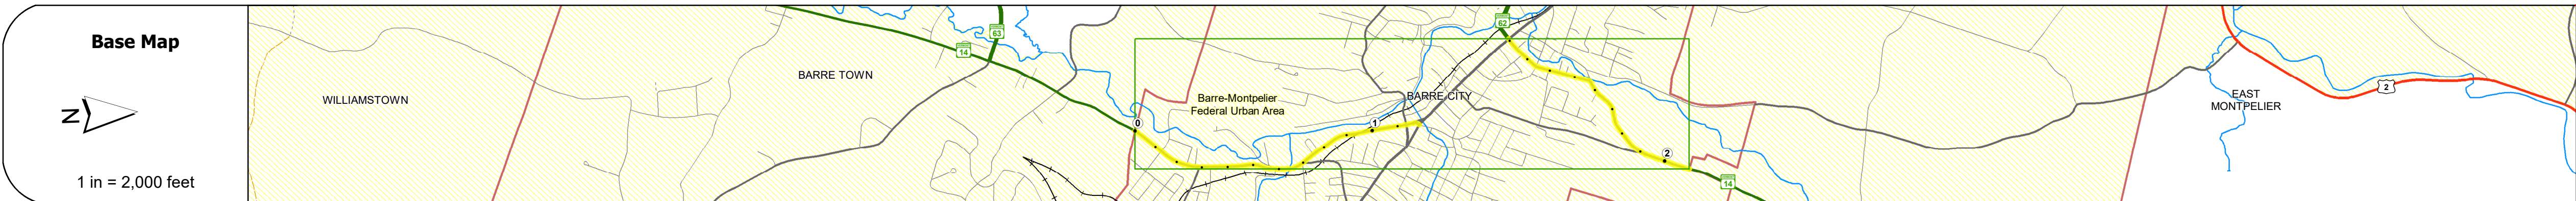 Base Map
N
1 in = 2,000 feet
WILLIAMSTOWN
BARRE TOWN
14
63
0
Barre-Montpelier
Federal Urban Area
1
BARRE CITY
62
2
14
EAST
MONTPELIER
2